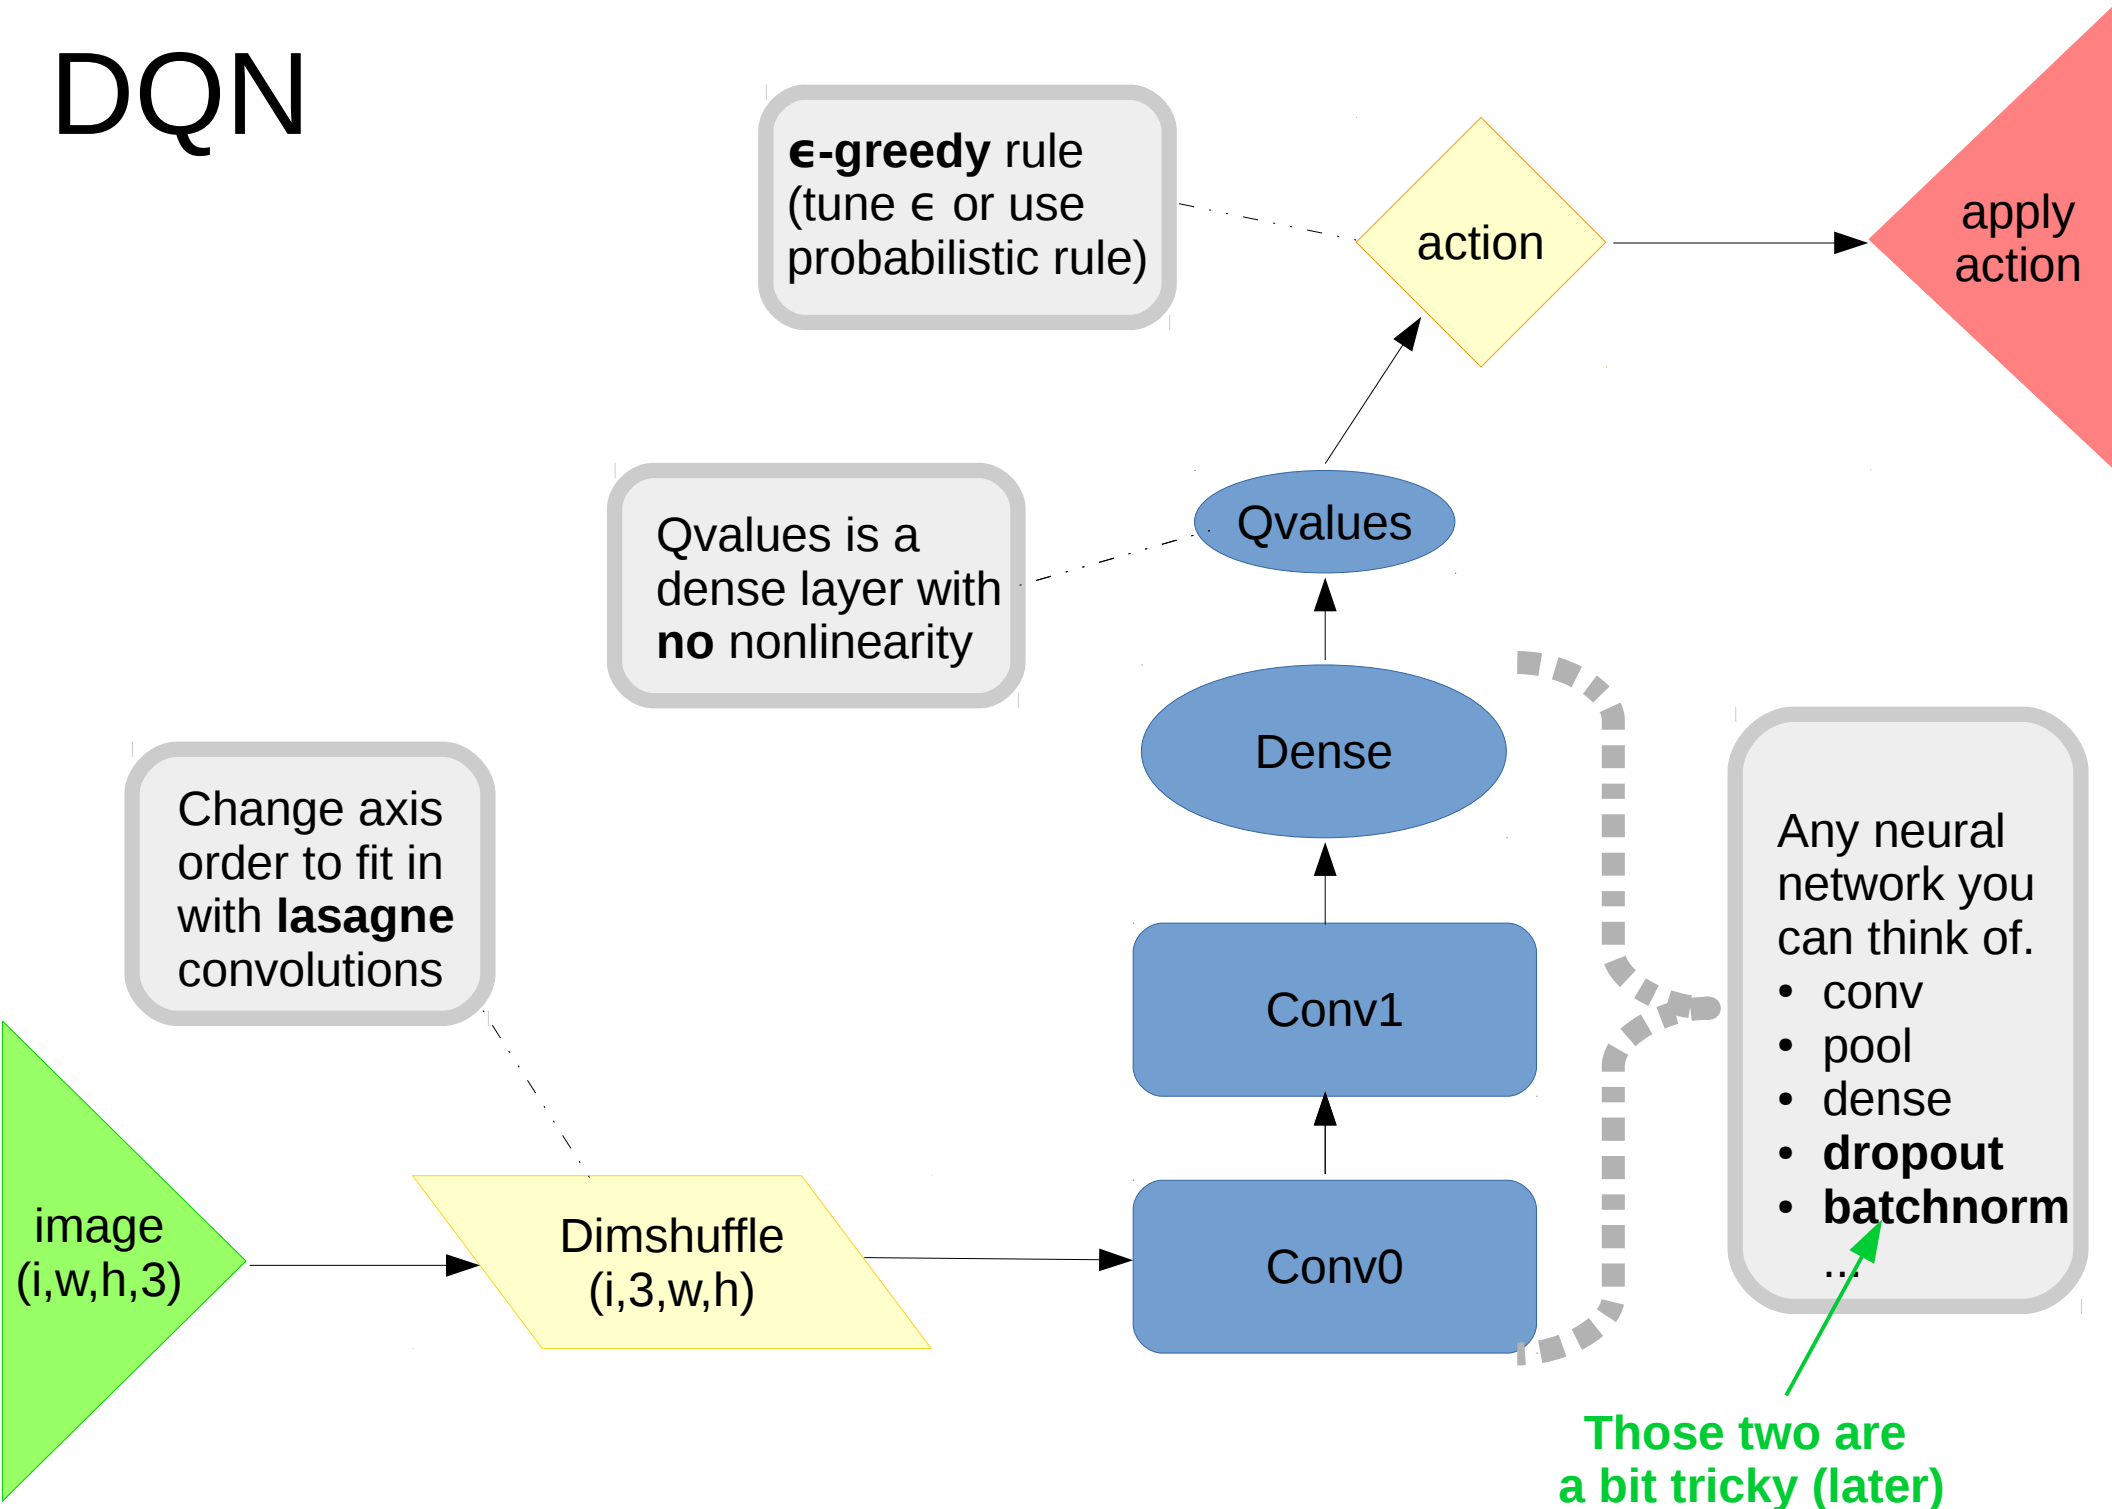 DQN
ϵ-greedy rule
(tune ϵ or use
probabilistic rule)
action
apply
action
Qvalues is a
dense layer with
no nonlinearity
Qvalues
Dense
Change axis
order to fit in
with lasagne
convolutions
Conv1
Any neural
network you
can think of.
• conv
• pool
• dense
• dropout
• batchnorm
...
image
(i,w,h,3)
Dimshuffle
(i,3,w,h)
Conv0
Those two are
a bit tricky (later)